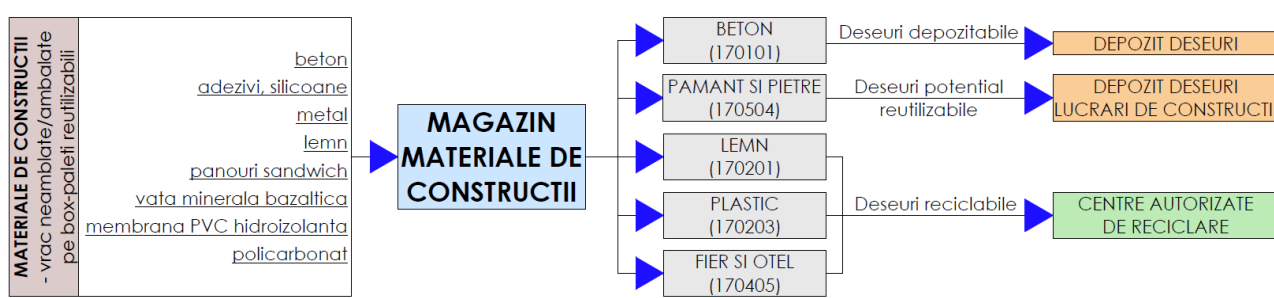 MATERIALE DE CONSTRUCTII
- vrac neamblate/ambalate
pe box-paleti reutilizabili
beton
adezivi, silicoane
metal
lemn
panouri sandwich
vata minerala bazaltica
membrana PVC hidroizolanta
policarbonat
MAGAZIN
MATERIALE DE
CONSTRUCTII
BETON
(170101)
Deseuri depozitabile
DEPOZIT DESEURI
PAMANT SI PIETRE
(170504)
Deseuri potential
reutilizabile
DEPOZIT DESEURI
LUCRARI DE CONSTRUCTI
LEMN
(170201)
PLASTIC
(170203)
FIER SI OTEL
(170405)
Deseuri reciclabile
CENTRE AUTORIZATE
DE RECICLARE